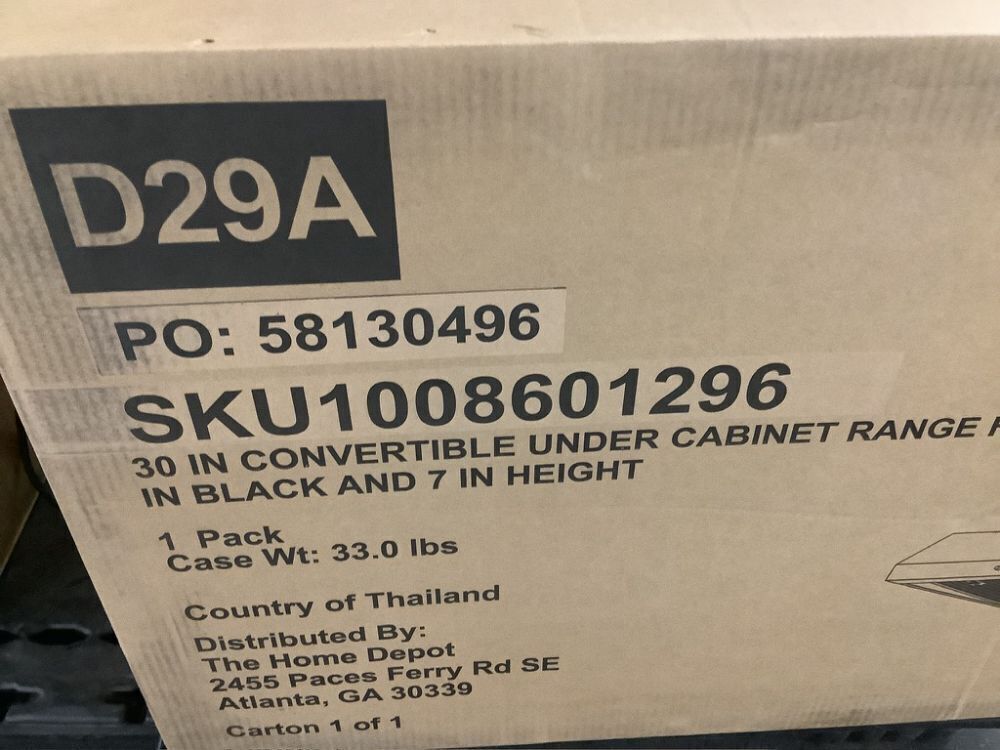 D29A
PO: 58130496
SKU1008601296
30 IN CONVERTIBLE UNDER CABINET RANGE
IN BLACK AND 7 IN HEIGHT
1 Pack
Case Wt: 33.0 lbs
Country of Thailand
Distributed By:
The Home Depot
2455 Paces Ferry Rd SE
Atlanta, GA 30339
Carton 1 of 1